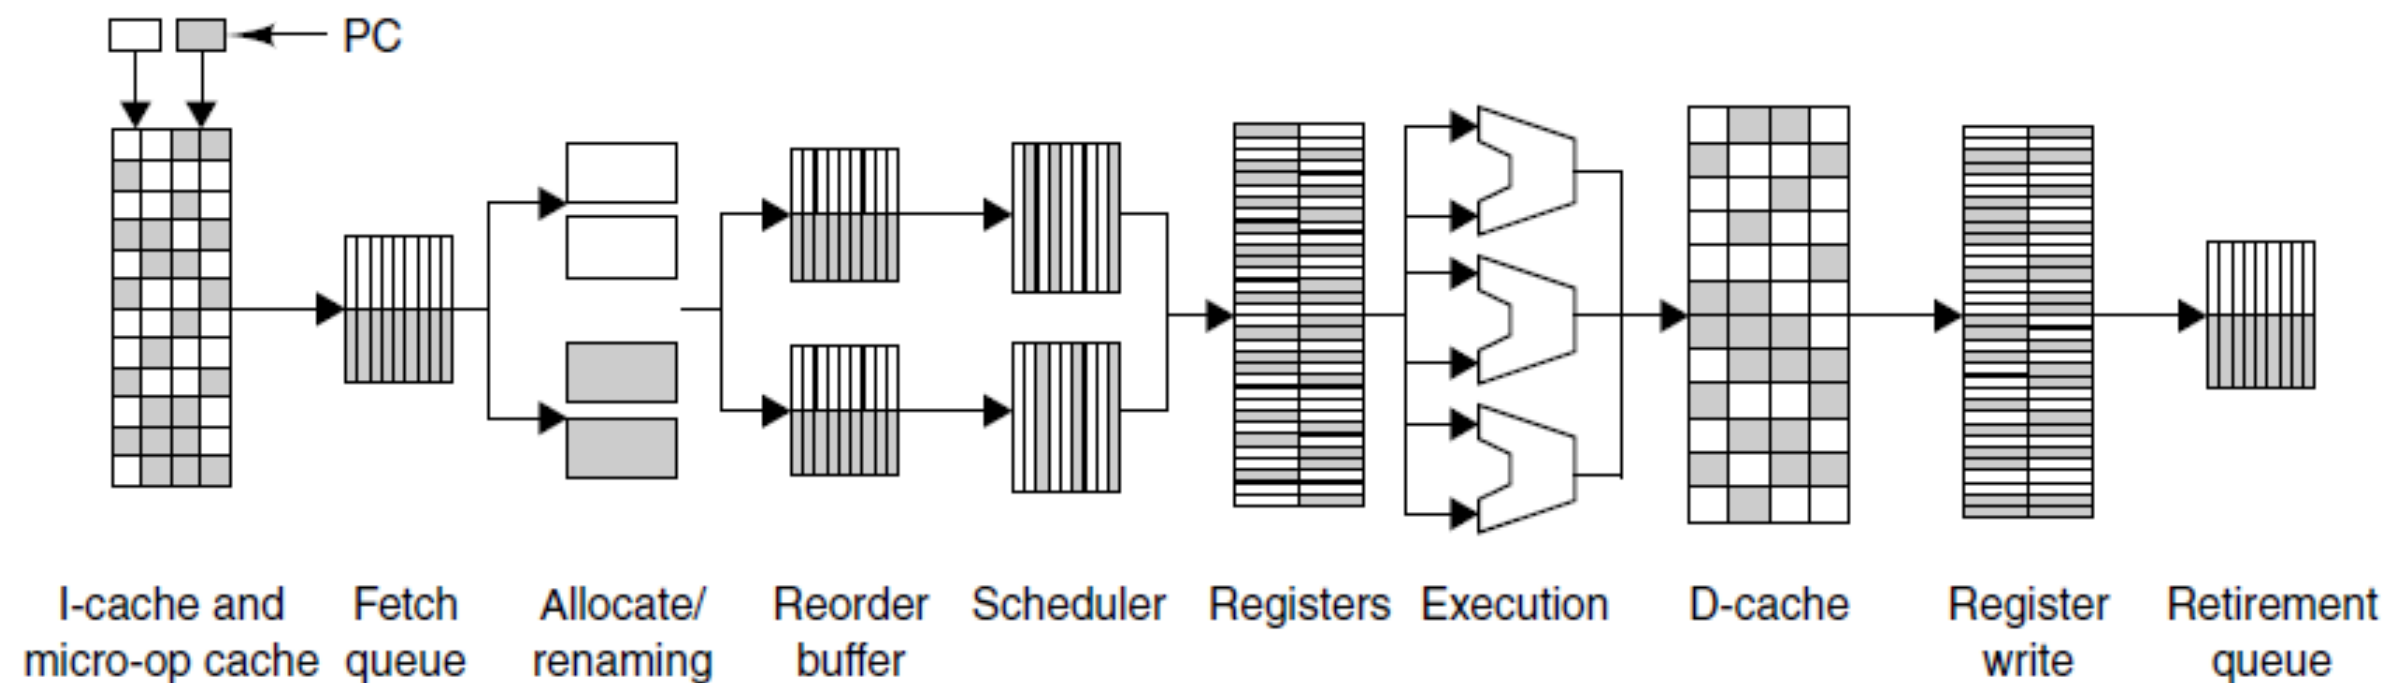 PC
I-cache and
micro-op cache
Fetch
queue
Allocate/
renaming
Reorder
buffer
Scheduler
Registers
Execution
D-cache
Register
write
Retirement
queue